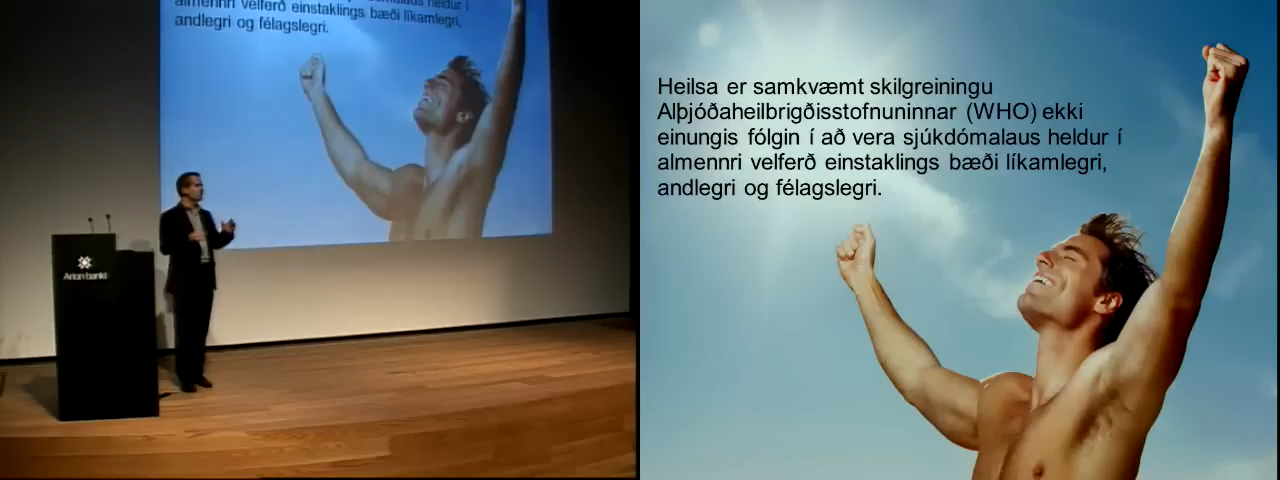 almennri velferð einstaklings bæði líkamlegri,
andlegri og félagslegri.
Arion banki
Heilsa er samkvæmt skilgreiningu
Alþjóðaheilbrigðisstofnuninnar (WHO) ekki
einungis fólgin í að vera sjúkdómalaus heldur í
almennri velferð einstaklings bæði líkamlegri,
andlegri og félagslegri.